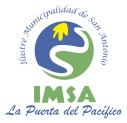 Ilustre Municipalidad de San Antonio
IMSA
La Puerta del Pacífico